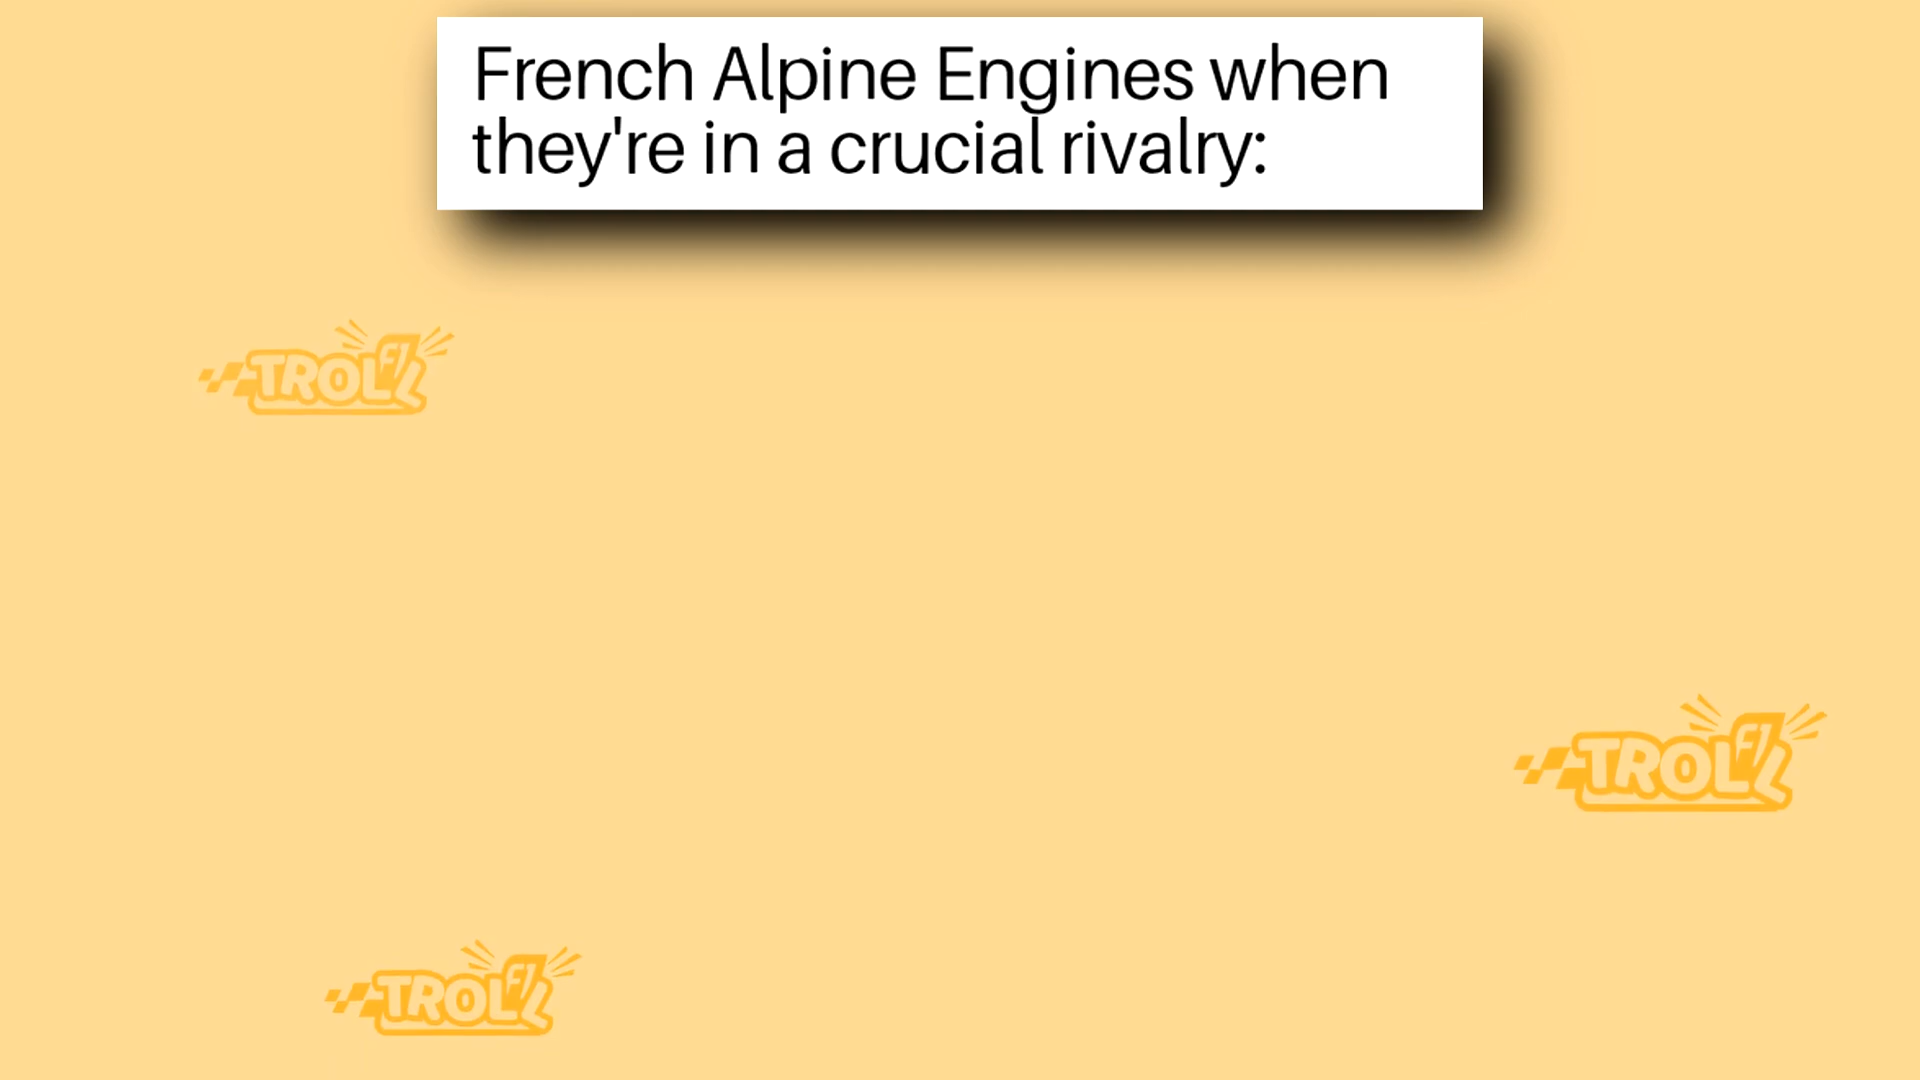 French Alpine Engines when
they're in a crucial rivalry:
TROLL F1
TROLL F1
TROLL F1